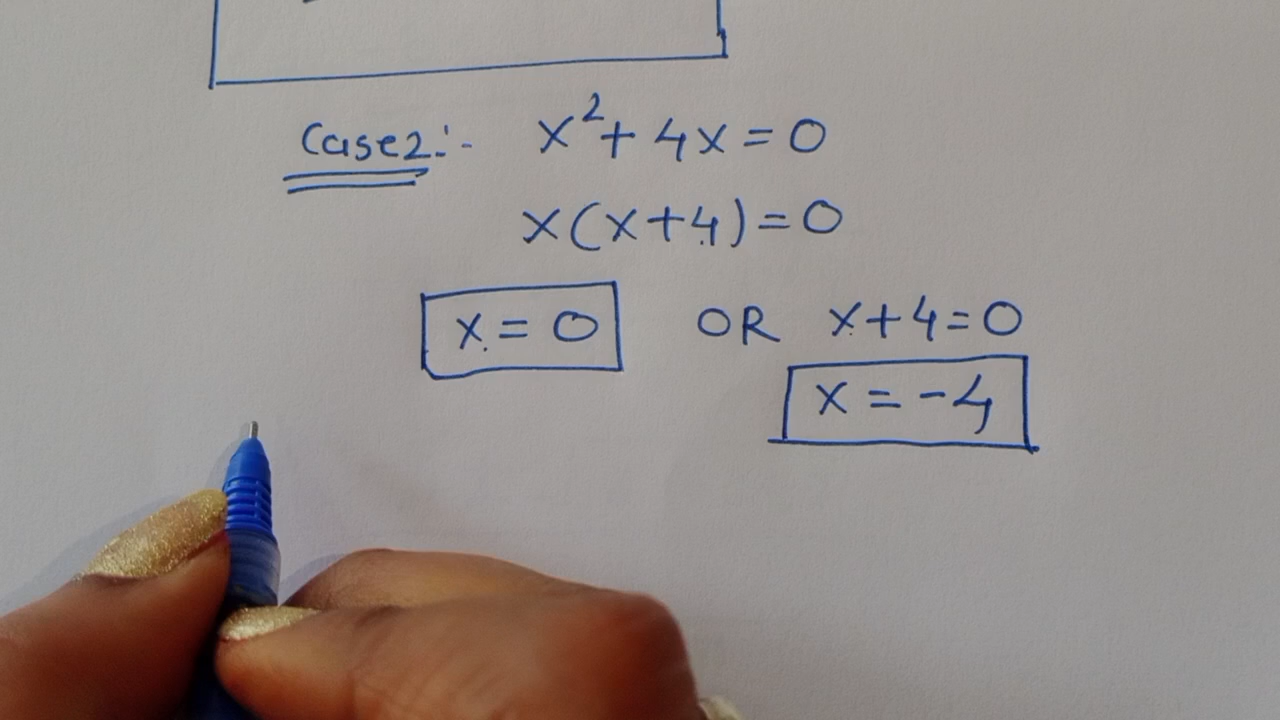 Case2:- x²+ 4x = 0
x(x+4) = 0
x = 0 OR x+4=0
x = -4